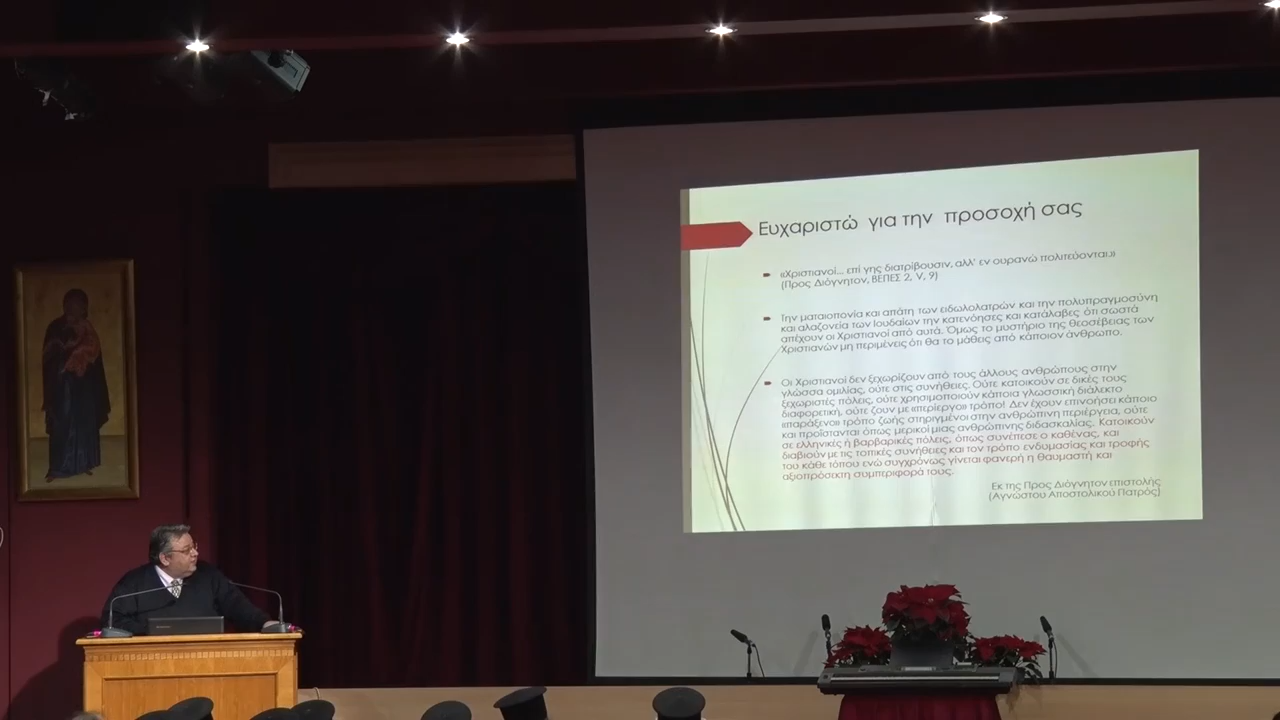 Ευχαριστώ για την προσοχή σας
«Χριστιανοί... επί γης διατρίβουσιν, αλλ' εν ουρανώ πολιτεύονται»
(Προς Διόγνητον, ΒΕΠΕΣ 2, V, 9)
Την ματαιοπονία και απάτη των ειδωλολατρών και την πολυπραγμοσύνη
και αλαζονεία των Ιουδαίων την κατενόησες και κατάλαβες ότι σωστά
απέχουν οι Χριστιανοί από αυτά. Όμως το μυστήριο της θεοσέβειας των
Χριστιανών μη περιμένεις ότι θα το μάθεις από κάποιον άνθρωπο.
Οι Χριστιανοί δεν ξεχωρίζουν από τους άλλους ανθρώπους στην
γλώσσα ομιλίας, ούτε στις συνήθειες. Ούτε κατοικούν σε δικές τους
ξεχωριστές πόλεις, ούτε χρησιμοποιούν κάποια γλωσσική διάλεκτο
διαφορετική, ούτε ζουν με «περίεργο» τρόπο! Δεν έχουν επινοήσει κάποιο
«παράξενο» τρόπο ζωής στηριγμένοι στην ανθρώπινη περιέργεια, ούτε
και προΐστανται όπως μερικοί μίας ανθρώπινης διδασκαλίας. Κατοικούν
σε ελληνικές ή βαρβαρικές πόλεις, όπως συνέπεσε ο καθένας, και
διαβιούν με τις τοπικές συνήθειες και τον τρόπο ενδυμασίας και τροφής
του κάθε τόπου ενώ συγχρόνως γίνεται φανερή η θαυμαστή και
αξιοπρόσεκτη συμπεριφορά τους.
Εκ της Προς Διόγνητον επιστολής
(Αγνώστου Αποστολικού Πατρός)